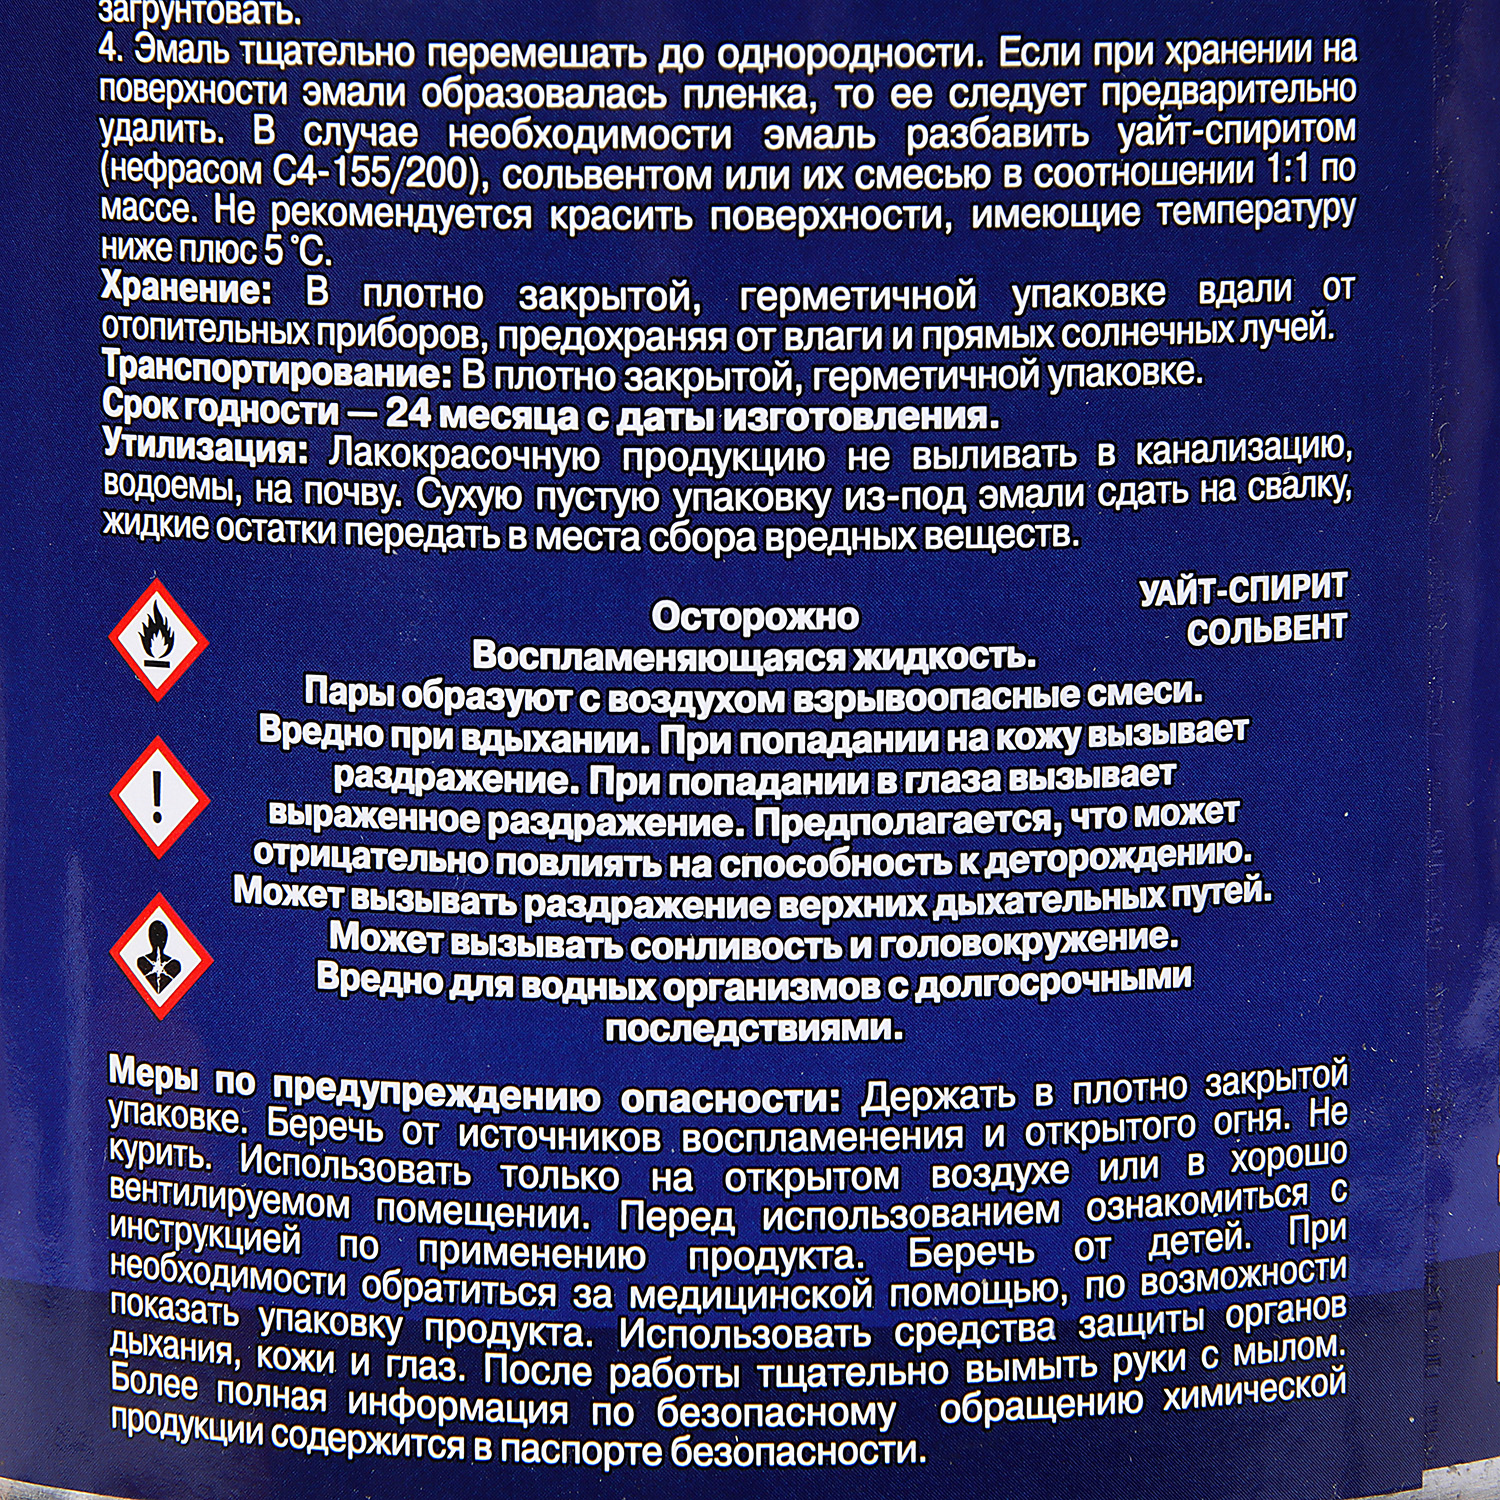 загрунтовать.
4. Эмаль тщательно перемешать до однородности. Если при хранении на
поверхности эмали образовалась пленка, то ее следует предварительно
удалить. В случае необходимости эмаль разбавить уайт-спиритом
(нефрасом С4-155/200), сольвентом или их смесью в соотношении 1:1 по
массе. Не рекомендуется красить поверхности, имеющие температуру
ниже плюс 5 °С.
Хранение: В плотно закрытой, герметичной упаковке вдали от
отопительных приборов, предохраняя от влаги и прямых солнечных лучей.
Транспортирование: В плотно закрытой, герметичной упаковке.
Срок годности — 24 месяца с даты изготовления.
Утилизация: Лакокрасочную продукцию не выливать в канализацию,
водоемы, на почву. Сухую пустую упаковку из-под эмали сдать на свалку,
жидкие остатки передать в места сбора вредных веществ.
УАЙТ-СПИРИТ
СОЛЬВЕНТ
Осторожно
Воспламеняющаяся жидкость.
Пары образуют с воздухом взрывоопасные смеси.
Вредно при вдыхании. При попадании на кожу вызывает
раздражение. При попадании в глаза вызывает
выраженное раздражение. Предполагается, что может
отрицательно повлиять на способность к деторождению.
Может вызывать раздражение верхних дыхательных путей.
Может вызывать сонливость и головокружение.
Вредно для водных организмов с долгосрочными
последствиями.
Меры по предупреждению опасности: Держать в плотно закрытой
упаковке. Беречь от источников воспламенения и открытого огня. Не
курить. Использовать только на открытом воздухе или в хорошо
вентилируемом помещении. Перед использованием ознакомиться с
инструкцией по применению продукта. Беречь от детей. При
необходимости обратиться за медицинской помощью, по возможности
показать упаковку продукта. Использовать средства защиты органов
дыхания, кожи и глаз. После работы тщательно вымыть руки с мылом.
Более полная информация по безопасному обращению химической
продукции содержится в паспорте безопасности.